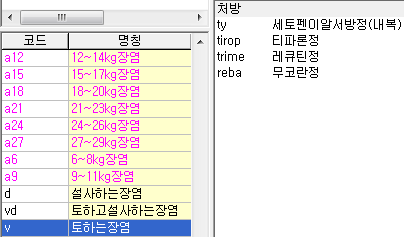 코드 명칭
a12 12~14kg장염
a15 15~17kg장염
a18 18~20kg장염
a21 21~23kg장염
a24 24~26kg장염
a27 27~29kg장염
a6 6~8kg장염
a9 9~11kg장염
d 설사하는장염
vd 토하고설사하는장염
v 토하는장염
처방
ty 세토펜이알서방정(내복)
tirop 티파론정
trime 레큐틴정
reba 무코란정